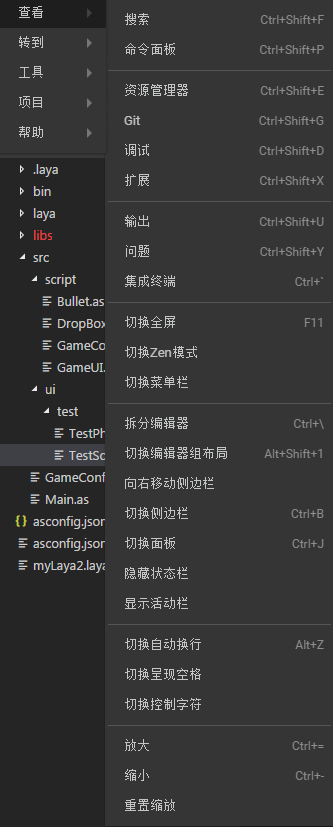 查看
转到
工具
项目
帮助
.laya
bin
laya
libs
src
script
Bullet.as
DropBox
GameCo
GameUI.
ui
test
TestPh
TestSc
GameConf
Main.as
asconfig.json
asconfig.json
myLaya2.laya
搜索 Ctrl+Shift+F
命令面板 Ctrl+Shift+P
资源管理器 Ctrl+Shift+E
Git Ctrl+Shift+G
调试 Ctrl+Shift+D
扩展 Ctrl+Shift+X
输出 Ctrl+Shift+U
问题 Ctrl+Shift+Y
集成终端 Ctrl+`
切换全屏 F11
切换Zen模式
切换菜单栏
拆分编辑器 Ctrl+\
切换编辑器组布局 Alt+Shift+1
向右移动侧边栏
切换侧边栏 Ctrl+B
切换面板 Ctrl+J
隐藏状态栏
显示活动栏
切换自动换行 Alt+Z
切换呈现空格
切换控制字符
放大 Ctrl+=
缩小 Ctrl+-
重置缩放